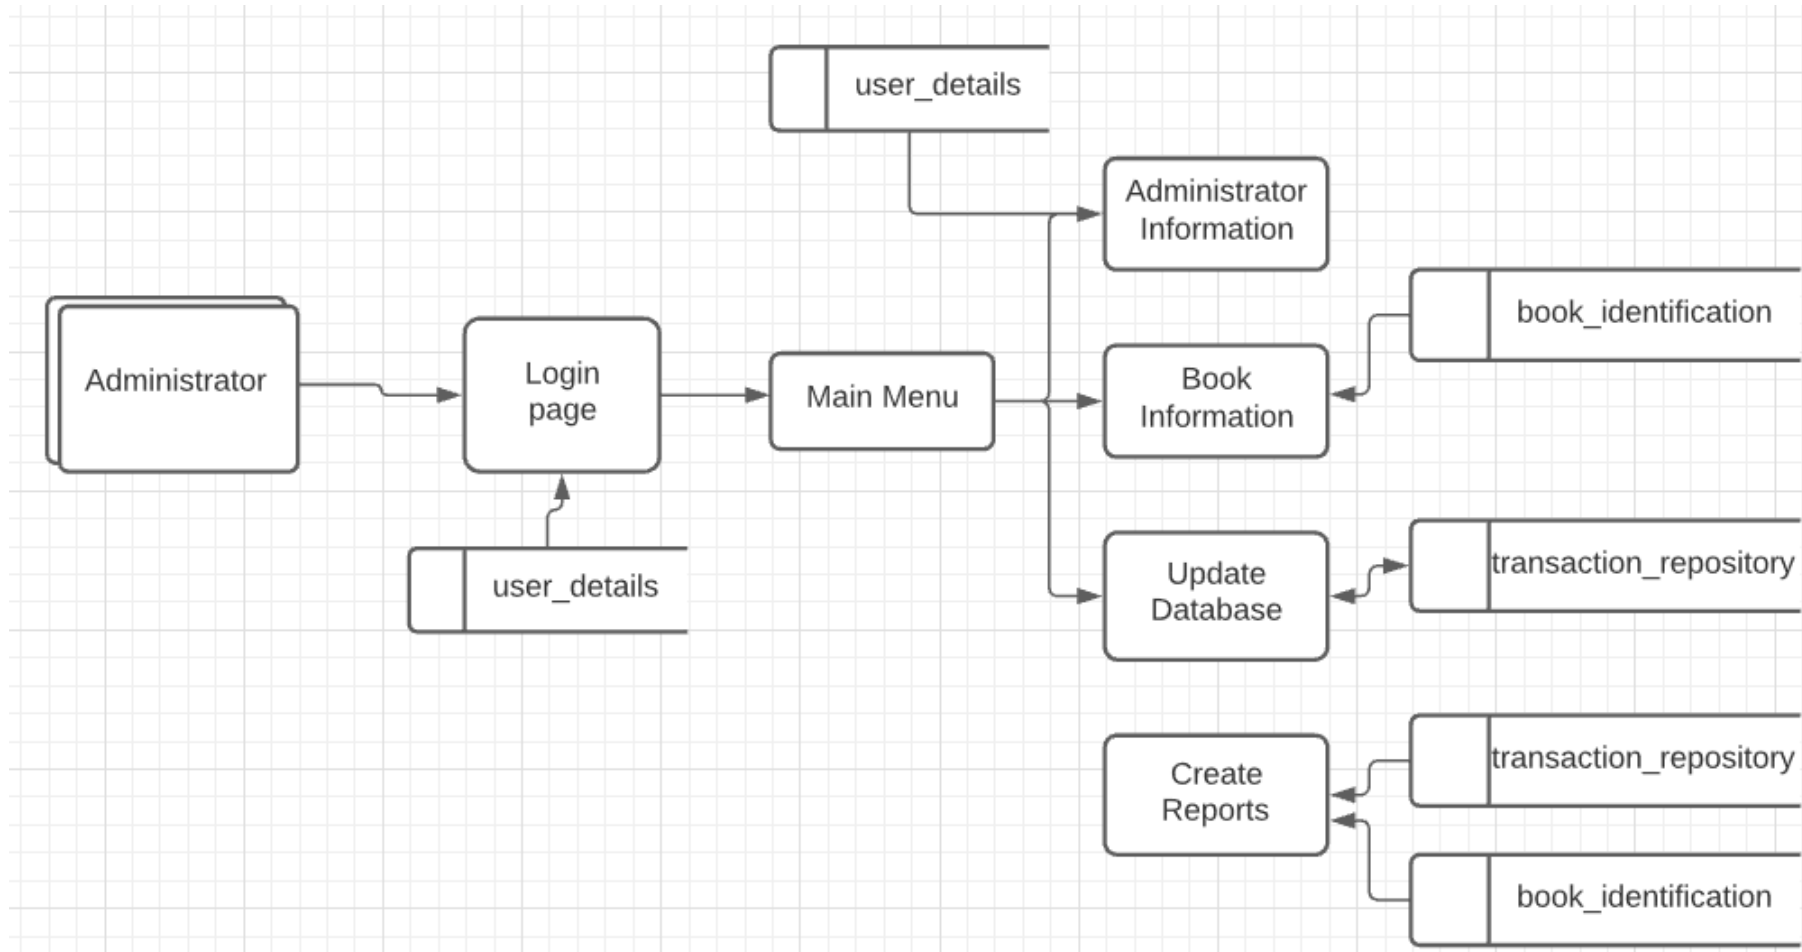 user_details
Administrator
Information
book_identification
Administrator
Login
page
Main Menu
Book
Information
user_details
Update
Database
transaction_repository
Create
Reports
transaction_repository
book_identification